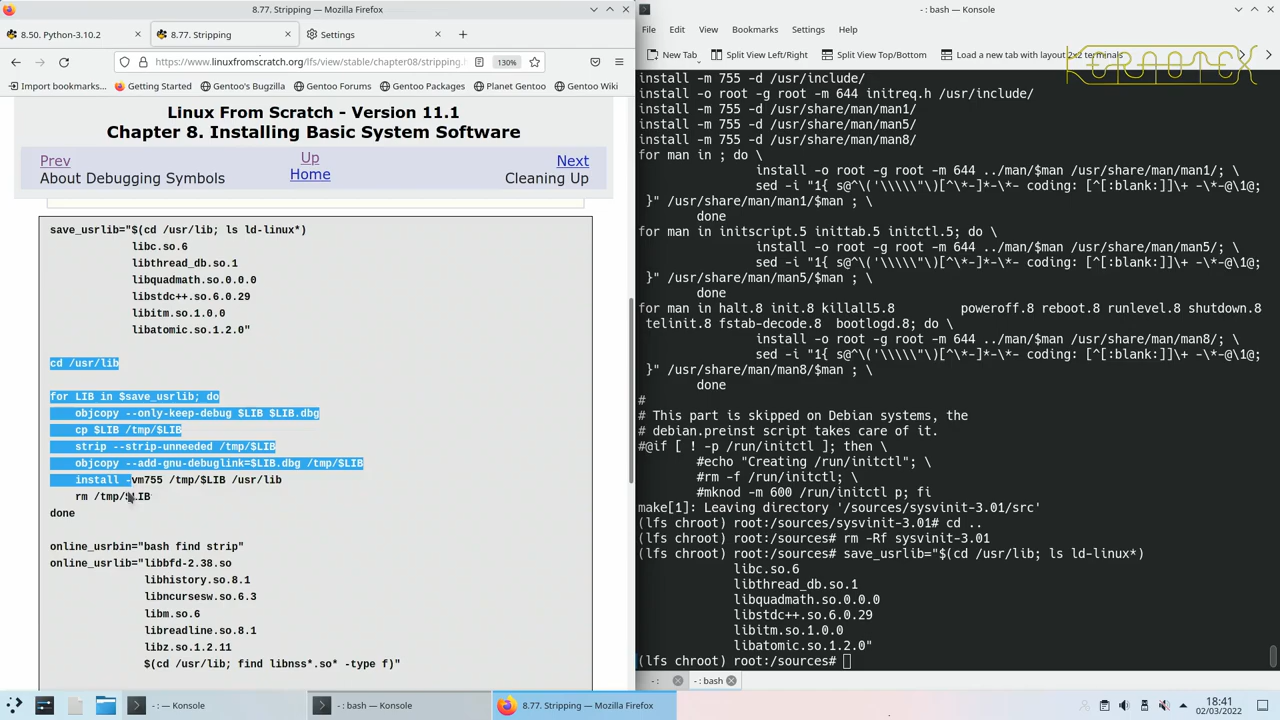 8.77. Stripping — Mozilla Firefox
8.50. Python-3.10.2
8.77. Stripping
Settings
https://www.linuxfromscratch.org/lfs/view/stable/chapter08/stripping.
130%
Import bookmarks...
Getting Started
Gentoo's Bugzilla
Gentoo Forums
Gentoo Packages
Planet Gentoo
Gentoo Wiki
Linux From Scratch - Version 11.1
Chapter 8. Installing Basic System Software
Prev
Up
Next
About Debugging Symbols
Home
Cleaning Up
save_usrlib="$(cd /usr/lib; ls ld-linux*)
libc.so.6
libthread_db.so.1
libquadmath.so.0.0.0
libstdc++.so.6.0.29
libitm.so.1.0.0
libatomic.so.1.2.0"
cd /usr/lib
for LIB in $save_usrlib; do
objcopy --only-keep-debug $LIB $LIB.dbg
cp $LIB /tmp/$LIB
strip --strip-unneeded /tmp/$LIB
objcopy --add-gnu-debuglink=$LIB.dbg /tmp/$LIB
install -vm755 /tmp/$LIB /usr/lib
rm /tmp/$LIB
done
online_usrbin="bash find strip"
online_usrlib="libbfd-2.38.so
libhistory.so.8.1
libncursesw.so.6.3
libm.so.6
libreadline.so.8.1
libz.so.1.2.11
$(cd /usr/lib; find libnss*.so* -type f)"
- : bash — Konsole
File
Edit
View
Bookmarks
Settings
New Tab
Split View Left/Right
Split View Top/Bottom
Load a new tab with layout 2x2 terminals
KERNOTEX
install -m 755 -d /usr/include/
install -o root -g root -m 644 initreq.h /usr/include/
install -m 755 -d /usr/share/man/man1/
install -m 755 -d /usr/share/man/man5/
install -m 755 -d /usr/share/man/man8/
for man in ; do \
install -o root -g root -m 644 ../man/$man /usr/share/man/man1/; \
sed -i "1{ s@^\('\\\\\"\)[^\*-]*-\*- coding: [^[:blank:]]\+ -\*-@\1@;
}" /usr/share/man/man1/$man ; \
done
for man in initscript.5 inittab.5 initctl.5; do \
install -o root -g root -m 644 ../man/$man /usr/share/man/man5/; \
sed -i "1{ s@^\('\\\\\"\)[^\*-]*-\*- coding: [^[:blank:]]\+ -\*-@\1@;
}" /usr/share/man/man5/$man ; \
done
for man in halt.8 init.8 killall5.8 poweroff.8 reboot.8 runlevel.8 shutdown.8
telinit.8 fstab-decode.8 bootlogd.8; do \
install -o root -g root -m 644 ../man/$man /usr/share/man/man8/; \
sed -i "1{ s@^\('\\\\\"\)[^\*-]*-\*- coding: [^[:blank:]]\+ -\*-@\1@;
}" /usr/share/man/man8/$man ; \
done
#
# This part is skipped on Debian systems, the
# debian.preinst script takes care of it.
#@if [ ! -p /run/initctl ]; then \
#echo "Creating /run/initctl"; \
#rm -f /run/initctl; \
#mknod -m 600 /run/initctl p; fi
make[1]: Leaving directory '/sources/sysvinit-3.01/src'
(lfs chroot) root:/sources/sysvinit-3.01# cd ..
(lfs chroot) root:/sources# rm -Rf sysvinit-3.01
(lfs chroot) root:/sources# save_usrlib="$(cd /usr/lib; ls ld-linux*)
libc.so.6
libthread_db.so.1
libquadmath.so.0.0.0
libstdc++.so.6.0.29
libitm.so.1.0.0
libatomic.so.1.2.0"
(lfs chroot) root:/sources#
- :
- : bash
- : — Konsole
- : bash — Konsole
8.77. Stripping — Mozilla Firefox
18:41
02/03/2022